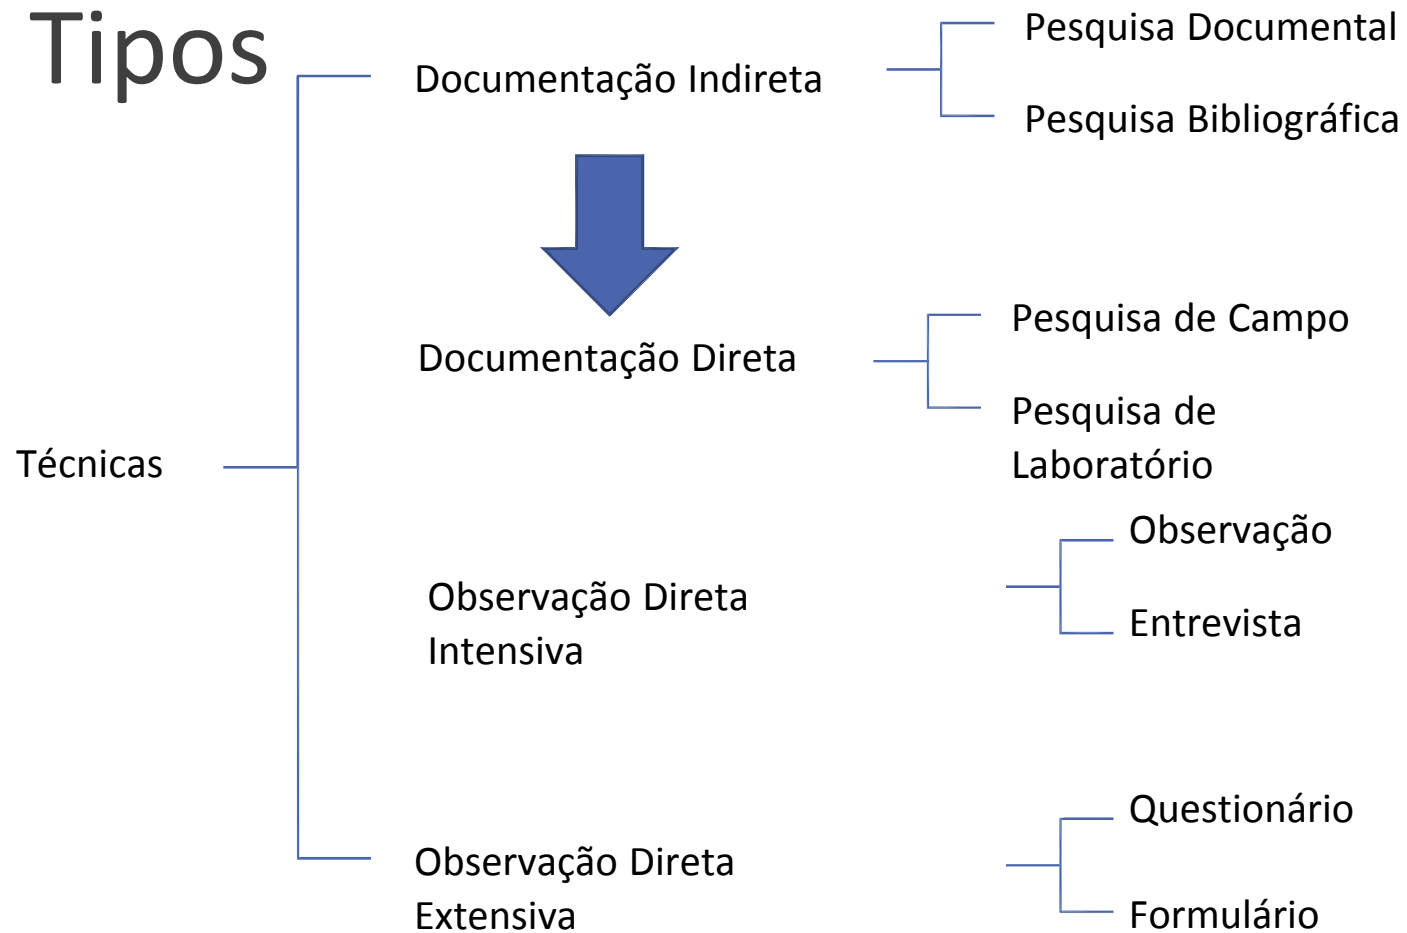 Tipos
Técnicas
Documentação Indireta
Pesquisa Documental
Pesquisa Bibliográfica
Documentação Direta
Pesquisa de Campo
Pesquisa de
Laboratório
Observação Direta
Intensiva
Observação
Entrevista
Observação Direta
Extensiva
Questionário
Formulário